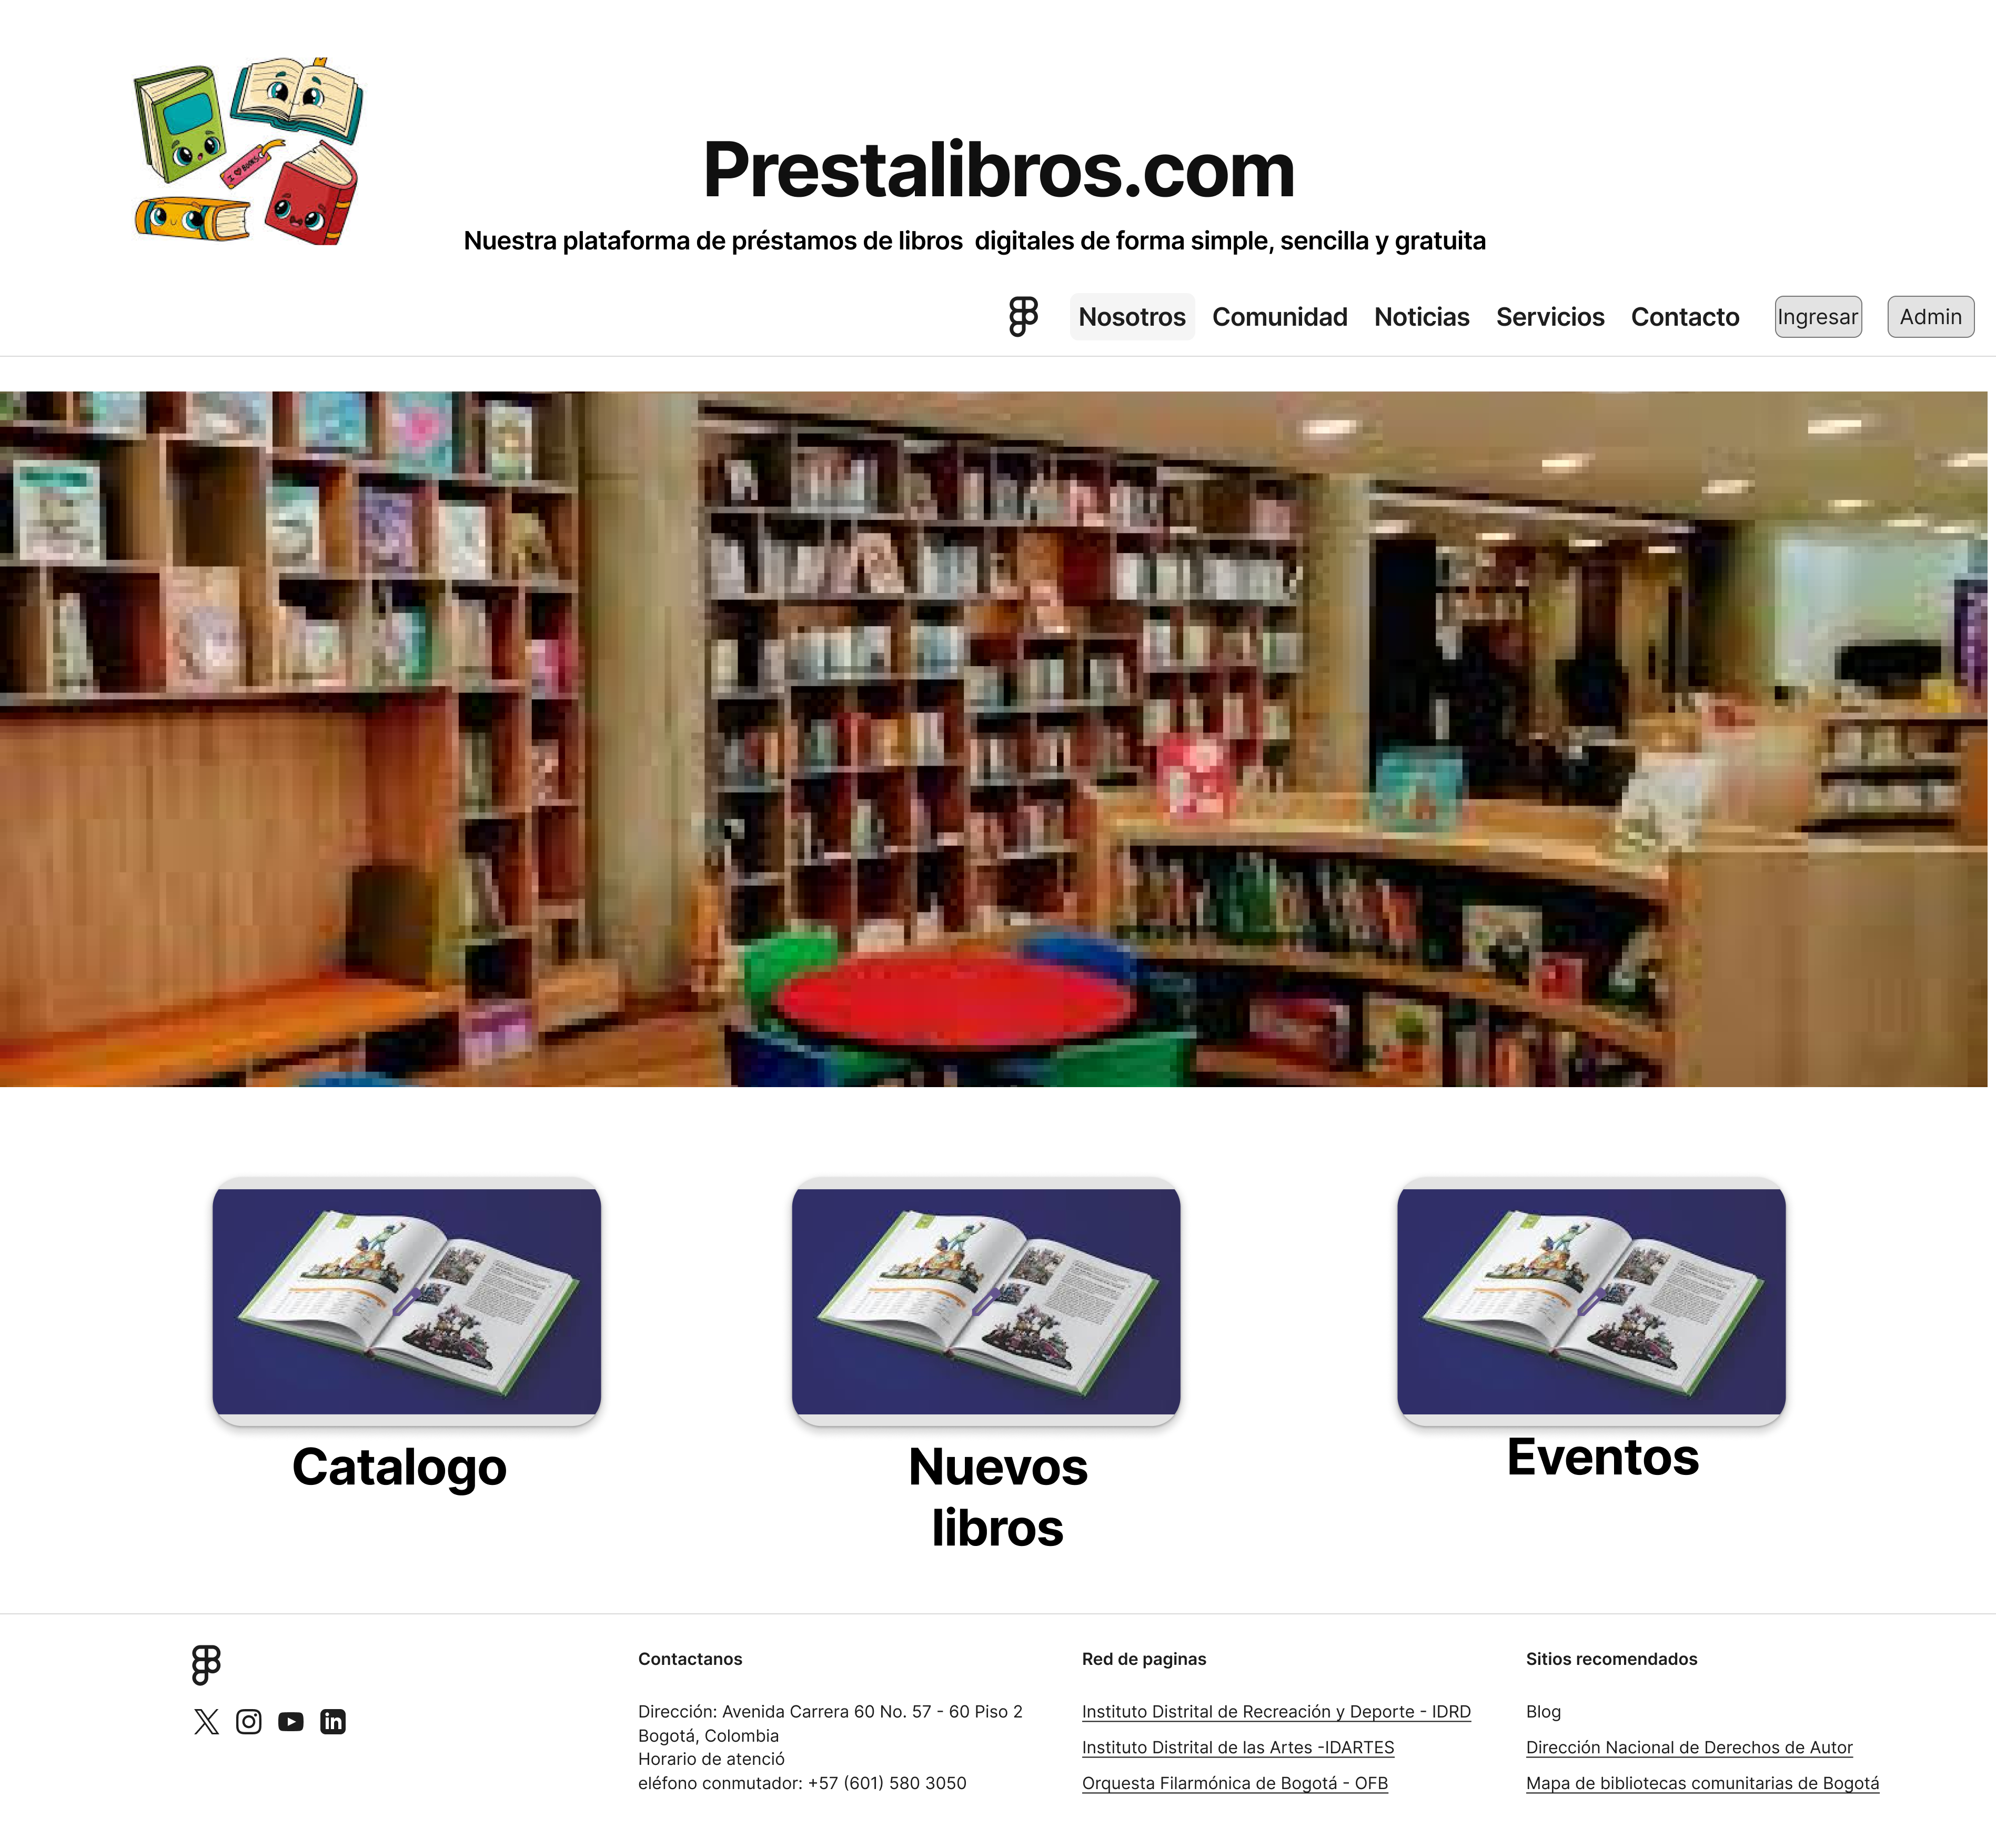 I ♥ BOOKS
Prestalibros.com
Nuestra plataforma de préstamos de libros digitales de forma simple, sencilla y gratuita
Nosotros Comunidad Noticias Servicios Contacto Ingresar Admin
Catalogo
Nuevos
libros
Eventos
Contactanos
Dirección: Avenida Carrera 60 No. 57 - 60 Piso 2
Bogotá, Colombia
Horario de atenció
eléfono conmutador: +57 (601) 580 3050
Red de paginas
Instituto Distrital de Recreación y Deporte - IDRD
Instituto Distrital de las Artes -IDARTES
Orquesta Filarmónica de Bogotá - OFB
Sitios recomendados
Blog
Dirección Nacional de Derechos de Autor
Mapa de bibliotecas comunitarias de Bogotá